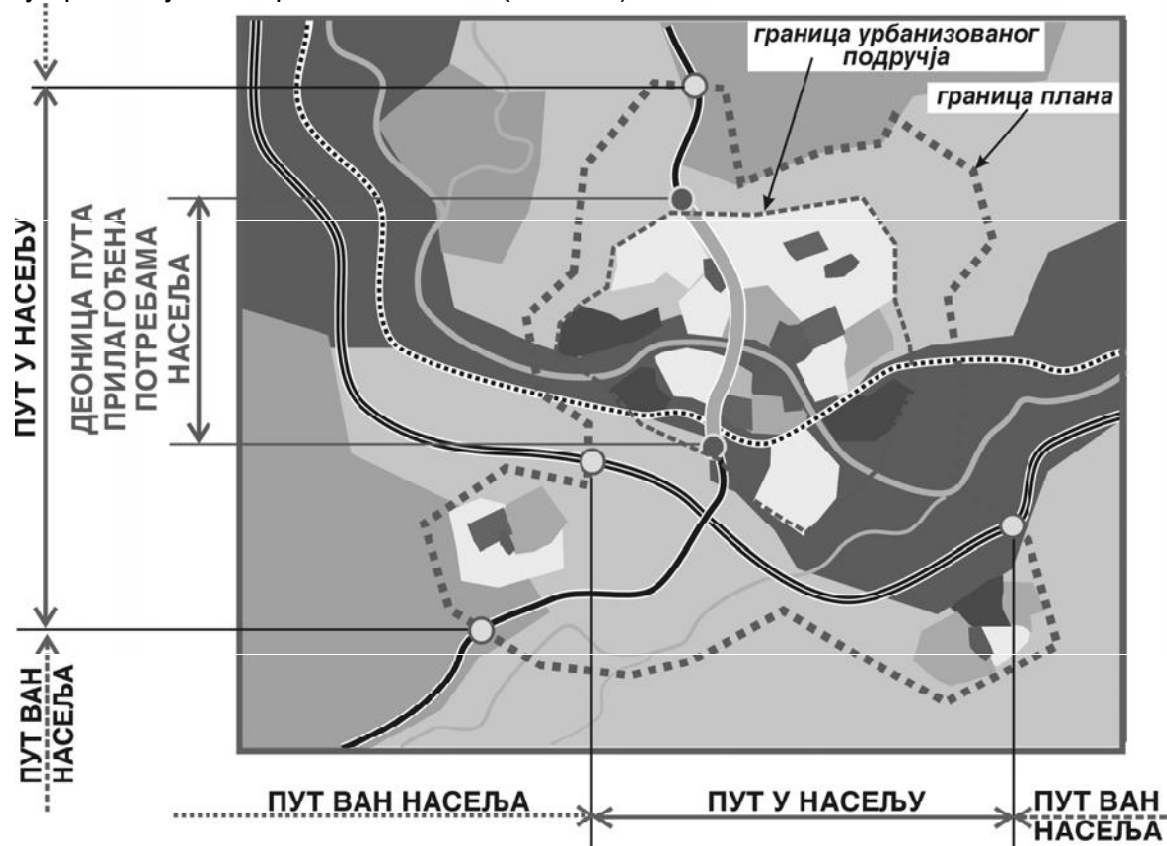 граница урбанизованог
подручја
граница плана
ПУТ У НАСЕЉУ
ДЕОНИЦА ПУТА
ПРИЛАГОЂЕНА
ПОТРЕБАМА
НАСЕЉА
ПУТ ВАН
НАСЕЉА
ПУТ ВАН НАСЕЉА
ПУТ У НАСЕЉУ
ПУТ ВАН
НАСЕЉА